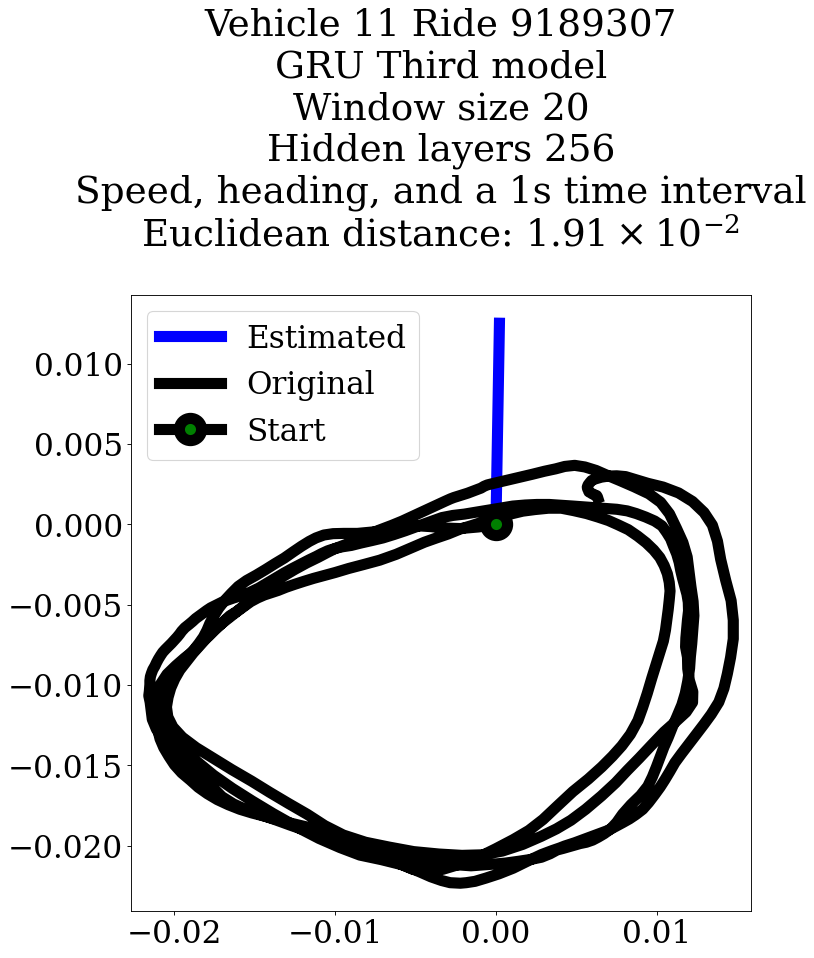 Vehicle 11 Ride 9189307
GRU Third model
Window size 20
Hidden layers 256
Speed, heading, and a 1s time interval
Euclidean distance: 1.91 × 10⁻²
Estimated
Original
Start
0.010
0.005
0.000
−0.005
−0.010
−0.015
−0.020
−0.02 −0.01 0.00 0.01